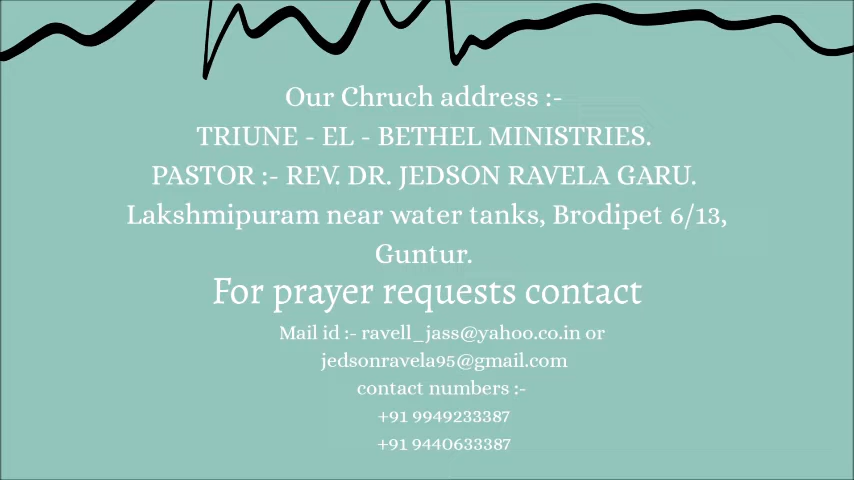 Our Chruch address :-
TRIUNE - EL - BETHEL MINISTRIES.
PASTOR :- REV. DR. JEDSON RAVELA GARU.
Lakshmipuram near water tanks, Brodipet 6/13,
Guntur.
For prayer requests contact
Mail id :- ravell_jass@yahoo.co.in or
jedsonravela95@gmail.com
contact numbers :-
+91 9949233387
+91 9440633387